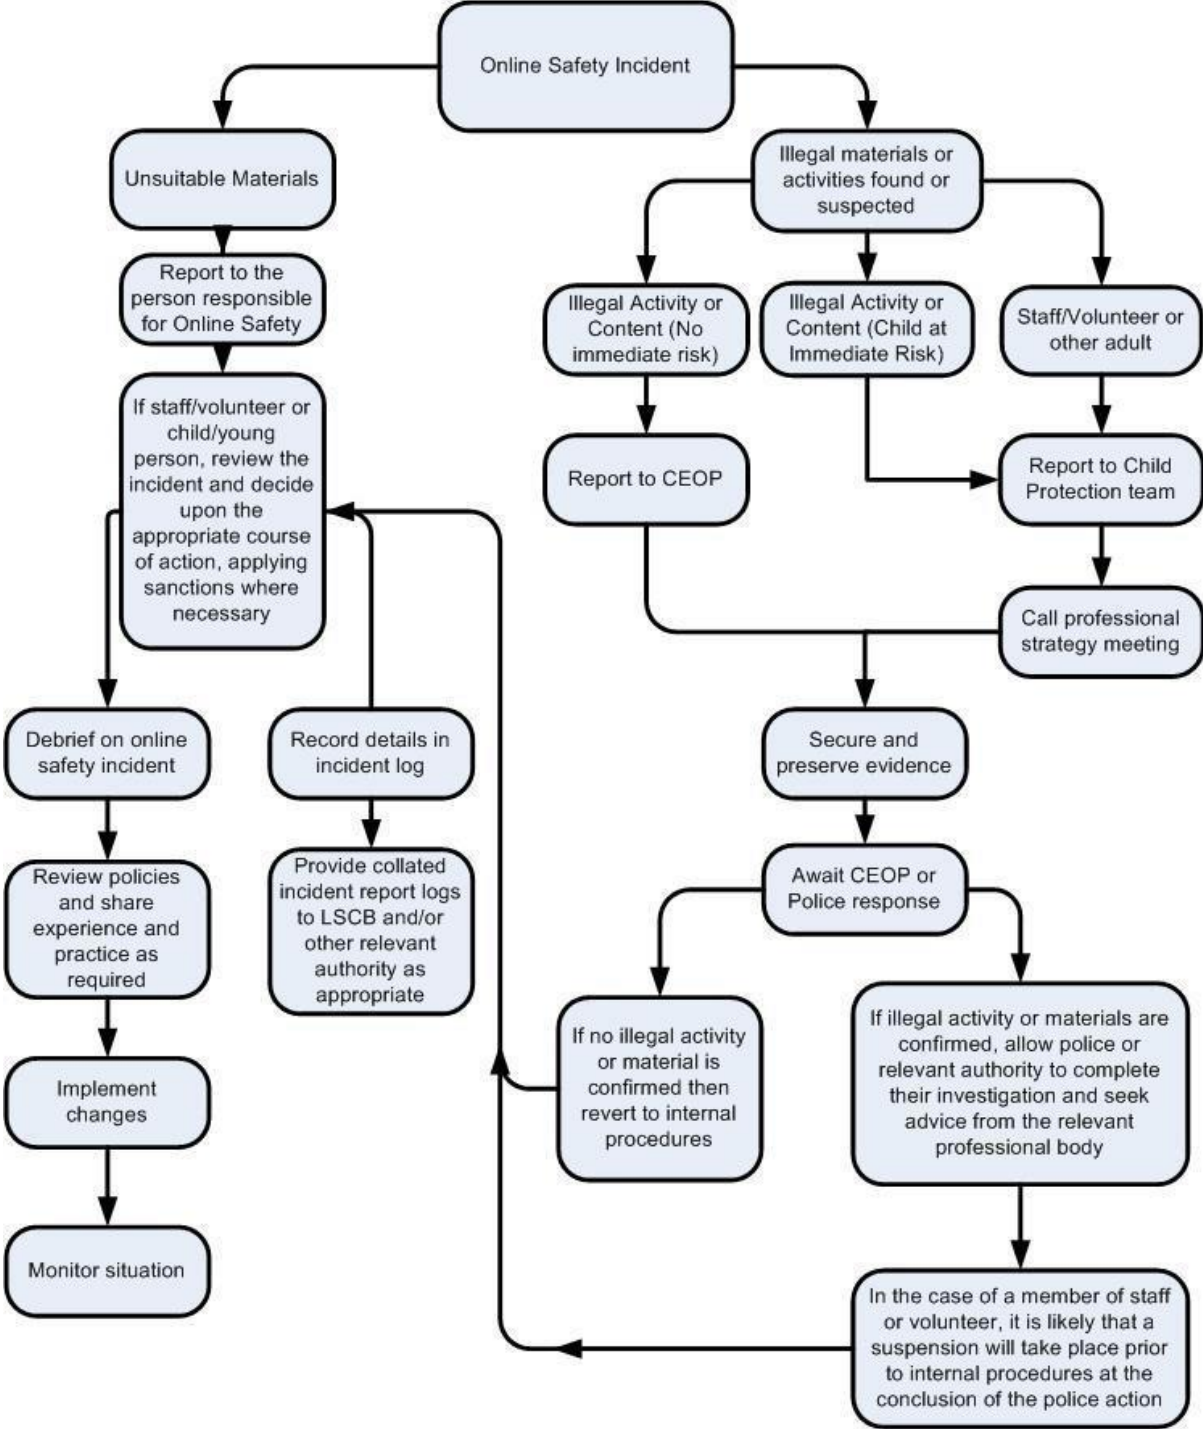 Online Safety Incident
Unsuitable Materials
Report to the
person responsible
for Online Safety
If staff/volunteer or
child/young
person, review the
incident and decide
upon the
appropriate course
of action, applying
sanctions where
necessary
Debrief on online
safety incident
Review policies
and share
experience and
practice as
required
Implement
changes
Monitor situation
Record details in
incident log
Provide collated
incident report logs
to LSCB and/or
other relevant
authority as
appropriate
Illegal materials or
activities found or
suspected
Illegal Activity or
Content (No
immediate risk)
Illegal Activity or
Content (Child at
Immediate Risk)
Staff/Volunteer or
other adult
Report to CEOP
Report to Child
Protection team
Call professional
strategy meeting
Secure and
preserve evidence
Await CEOP or
Police response
If no illegal activity
or material is
confirmed then
revert to internal
procedures
If illegal activity or materials are
confirmed, allow police or
relevant authority to complete
their investigation and seek
advice from the relevant
professional body
In the case of a member of staff
or volunteer, it is likely that a
suspension will take place prior
to internal procedures at the
conclusion of the police action